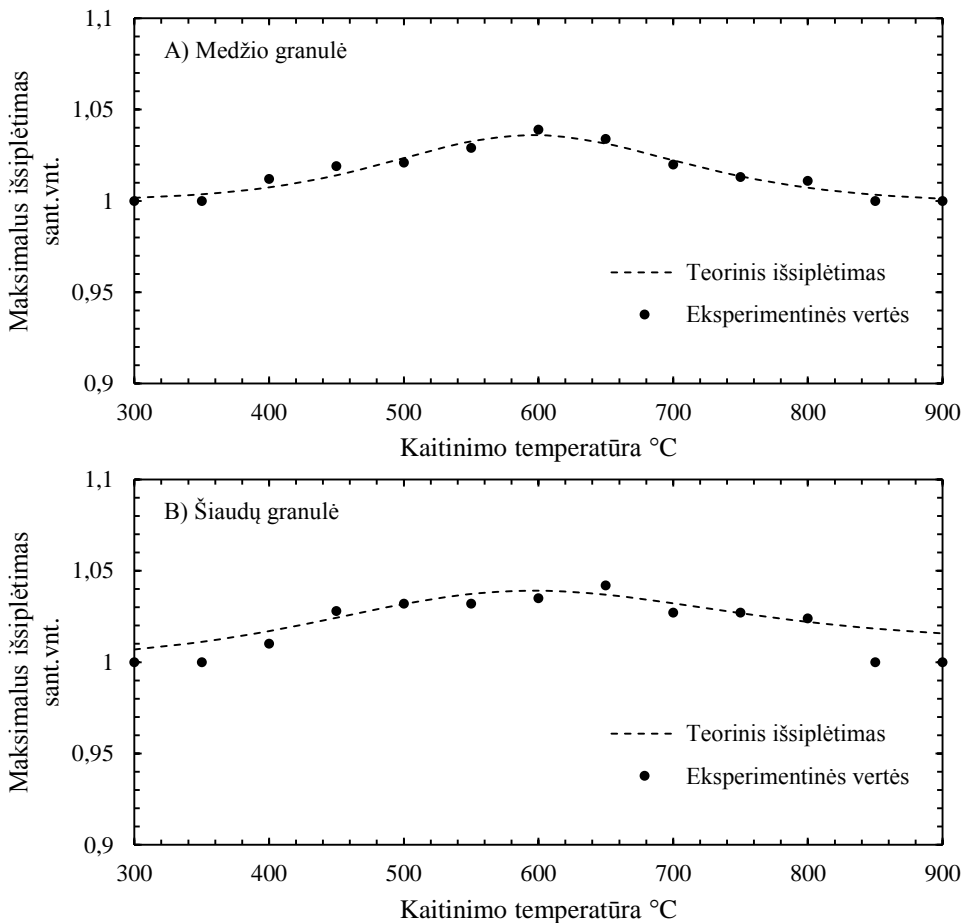 1,1
A) Medžio granulė
1,05
1
0,95
0,9
Maksimalus išsiplėtimas
sant.vnt.
Teorinis išsiplėtimas
Eksperimentinės vertės
300 400 500 600 700 800 900
Kaitinimo temperatūra °C
1,1
B) Šiaudų granulė
1,05
1
0,95
0,9
Maksimalus išsiplėtimas
sant.vnt.
Teorinis išsiplėtimas
Eksperimentinės vertės
300 400 500 600 700 800 900
Kaitinimo temperatūra °C